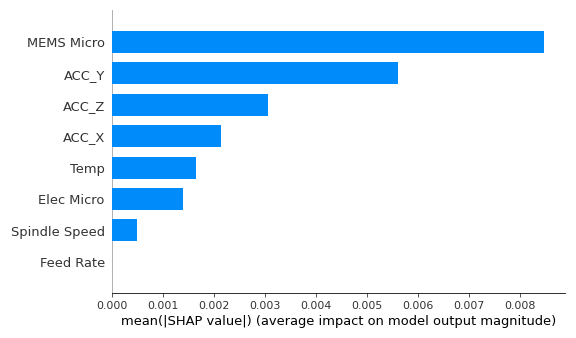 MEMS Micro
ACC_Y
ACC_Z
ACC_X
Temp
Elec Micro
Spindle Speed
Feed Rate
0.000 0.001 0.002 0.003 0.004 0.005 0.006 0.007 0.008
mean(|SHAP value|) (average impact on model output magnitude)